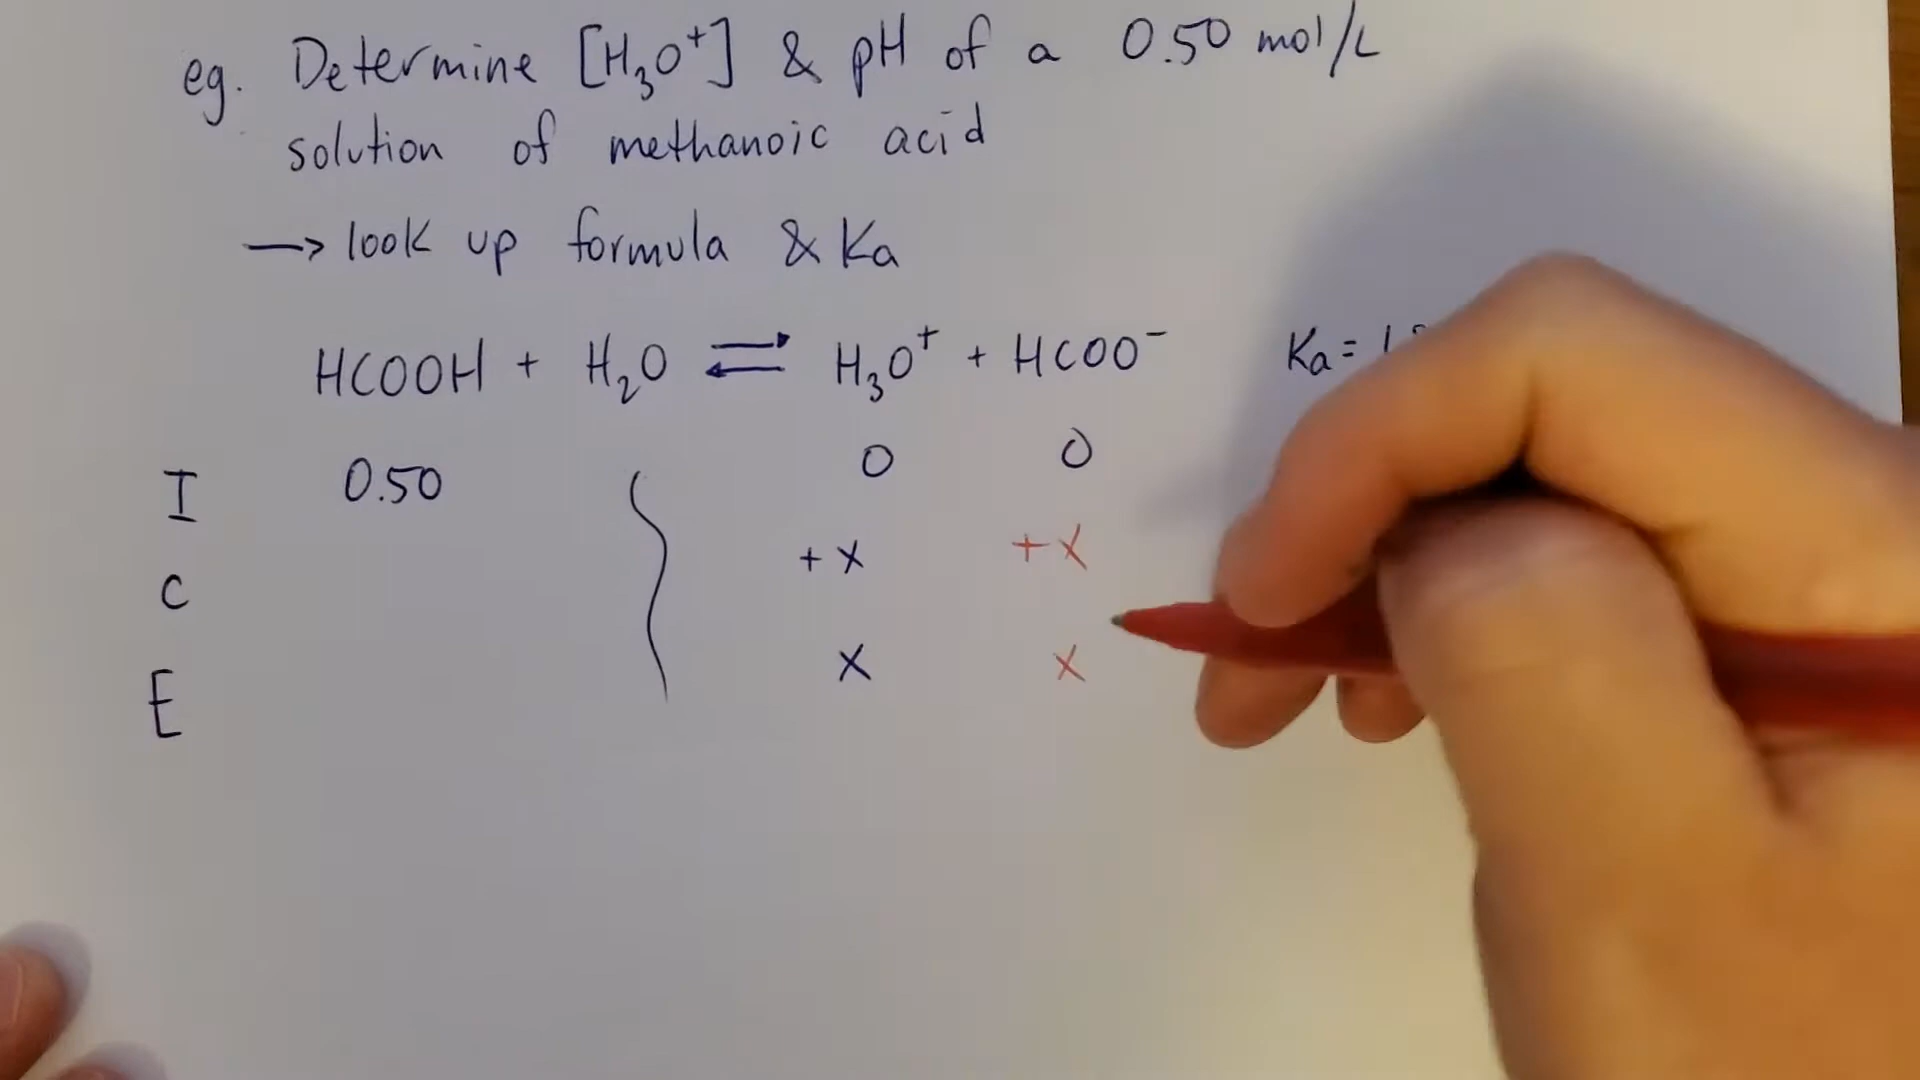 eg. Determine [H₃O⁺] & pH of a 0.50 mol/L
solution of methanoic acid
→ look up formula & Ka
HCOOH + H₂O ⇌ H₃O⁺ + HCOO⁻ Ka =
I 0.50 0 0
C +x +x
E x x